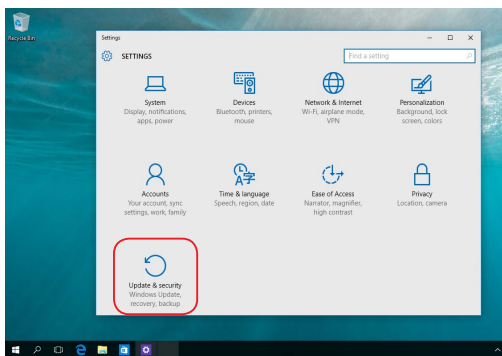 Recycle Bin
Settings
SETTINGS
Find a setting
System
Display, notifications,
apps, power
Devices
Bluetooth, printers,
mouse
Network & Internet
Wi-Fi, airplane mode,
VPN
Personalization
Background, lock
screen, colors
Accounts
Your account, sync
settings, work, family
Time & language
Speech, region, date
Ease of Access
Narrator, magnifier,
high contrast
Privacy
Location, camera
Update & security
Windows Update,
recovery, backup